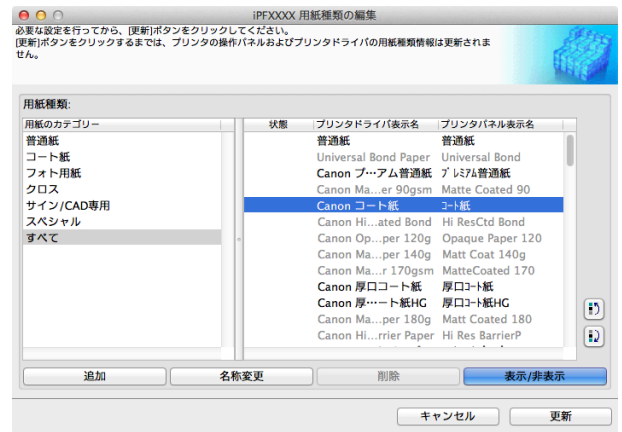 iPFXXXX 用紙種類の編集
必要な設定を行ってから、[更新]ボタンをクリックしてください。
[更新]ボタンをクリックするまでは、プリンタの操作パネルおよびプリンタドライバの用紙種類情報は更新されま
せん。
用紙種類:
用紙のカテゴリー
普通紙
コート紙
フォト用紙
クロス
サイン/CAD専用
スペシャル
すべて
状態 プリンタドライバ表示名 プリンタパネル表示名
普通紙 普通紙
Universal Bond Paper Universal Bond
Canon プ…アム普通紙 プレミアム普通紙
Canon Ma...er 90gsm Matte Coated 90
Canon コート紙 コート紙
Canon Hi...ated Bond Hi ResCtd Bond
Canon Op...per 120g Opaque Paper 120
Canon Ma...per 140g Matt Coat 140g
Canon Ma...r 170gsm MatteCoated 170
Canon 厚口コート紙 厚口コート紙
Canon 厚…ート紙HG 厚口コート紙HG
Canon Ma...per 180g Matt Coated 180
Canon Hi...rrier Paper Hi Res BarrierP
追加 名称変更 削除 表示/非表示
キャンセル 更新